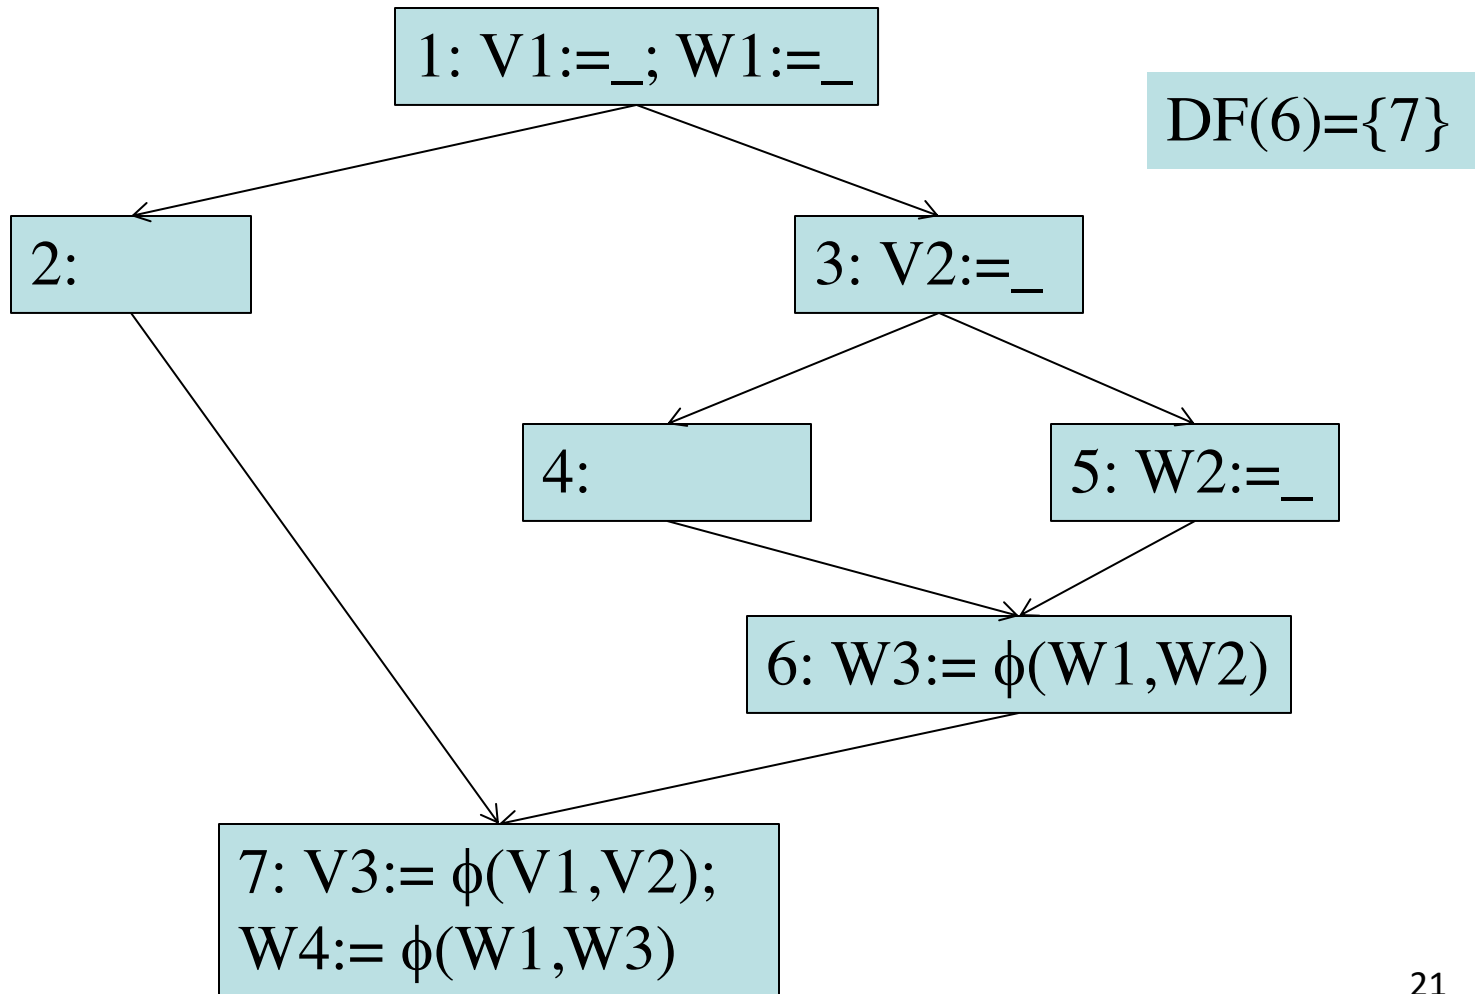 1: V1:=_; W1:=_
DF(6)={7}
2:
3: V2:=_
4:
5: W2:=_
6: W3:= ϕ(W1,W2)
7: V3:= ϕ(V1,V2);
W4:= ϕ(W1,W3)
21